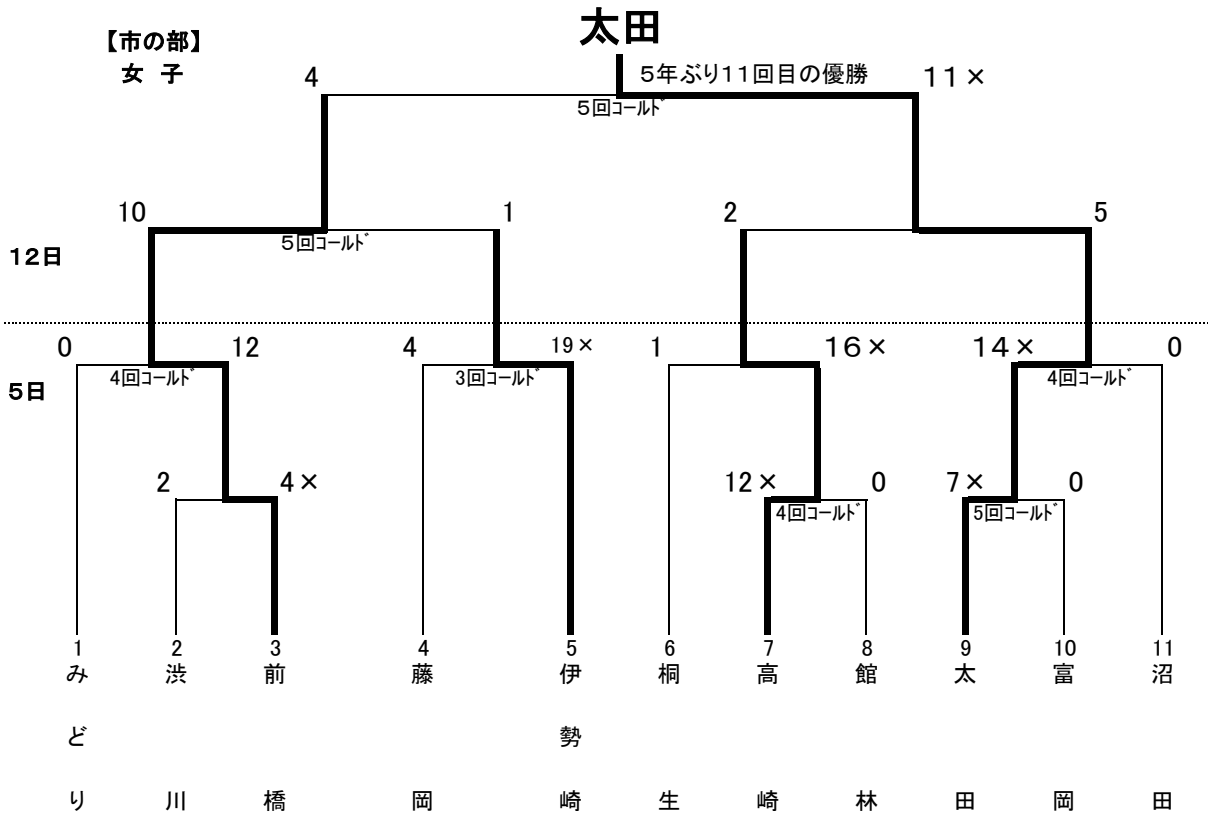 太田
【市の部】
女 子
4
5年ぶり11回目の優勝
11×
5回コールド
10
1
2
5
5回コールド
12日
0
12
4
19×
1
16×
14×
0
4回コールド
3回コールド
4回コールド
5日
2
4×
12×
0
7×
0
4回コールド
5回コールド
1
2
3
4
5
6
7
8
9
10
11
みどり
渋川
前橋
藤岡
伊勢崎
桐生
高崎
館林
太田
富岡
沼田